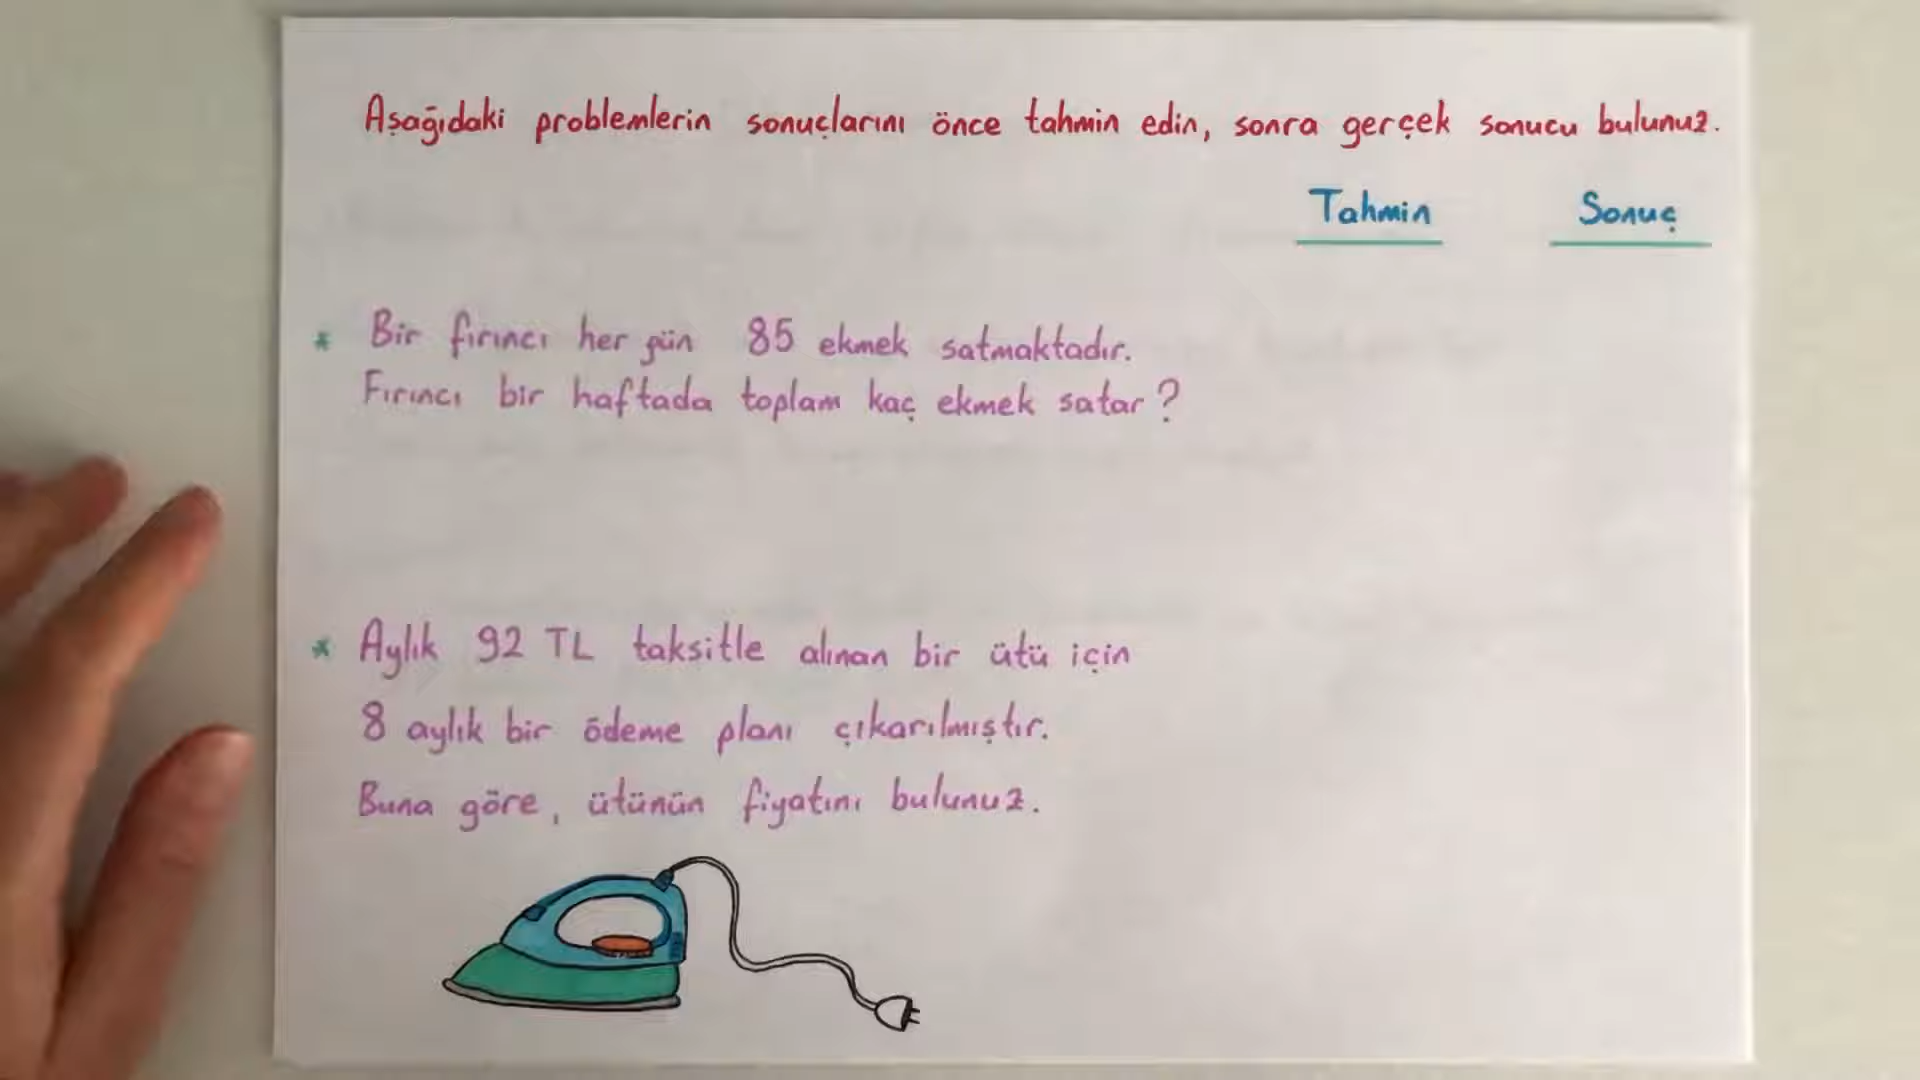 Aşağıdaki problemlerin sonuçlarını önce tahmin edin, sonra gerçek sonucu bulunuz.
Tahmin Sonuç
* Bir fırıncı her gün 85 ekmek satmaktadır.
Fırıncı bir haftada toplam kaç ekmek satar?
* Aylık 92 TL taksitle alınan bir ütü için
8 aylık bir ödeme planı çıkarılmıştır.
Buna göre, ütünün fiyatını bulunuz.